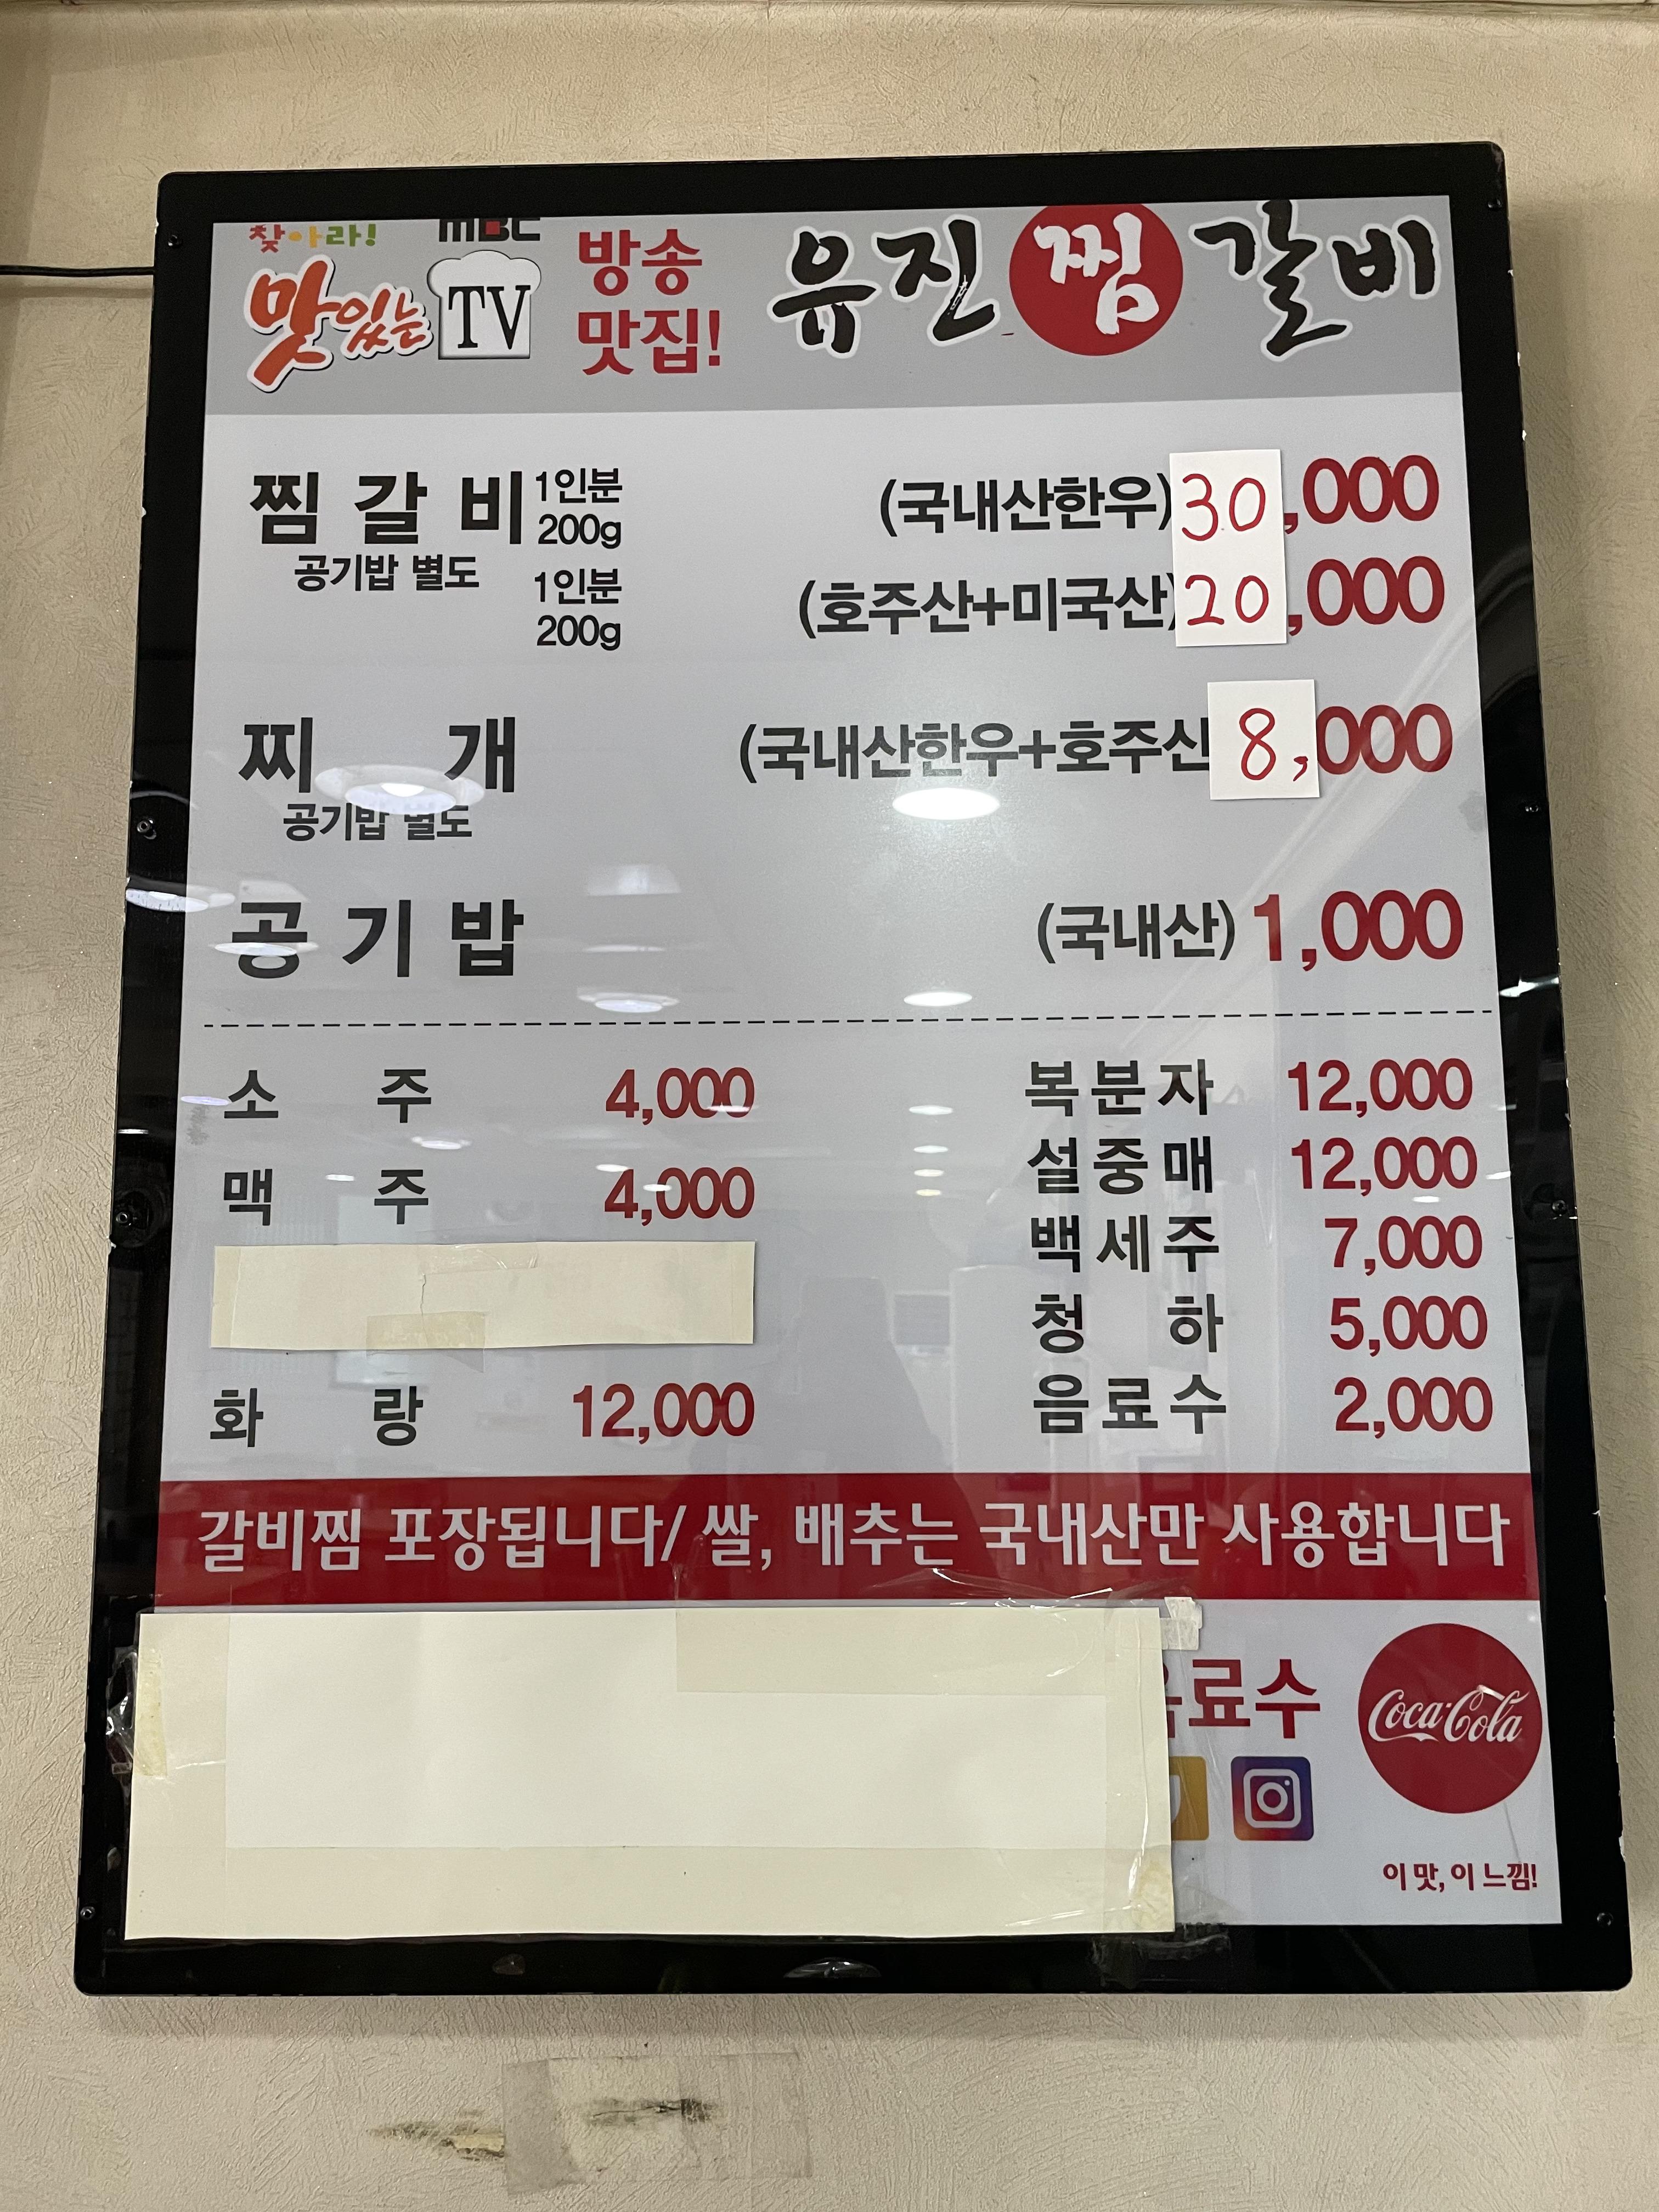 찾아라! mbc
맛있는 TV
방송
맛집!
유진 찜 갈비
찜 갈 비 1인분 200g (국내산한우) 30,000
공기밥 별도
1인분 200g (호주산+미국산) 20,000
찌 개 (국내산한우+호주산 8,000
공기밥 별도
공 기 밥 (국내산) 1,000
소 주 4,000
맥 주 4,000
화 랑 12,000
복 분 자 12,000
설 중 매 12,000
백 세 주 7,000
청 하 5,000
음 료 수 2,000
갈비찜 포장됩니다/ 쌀, 배추는 국내산만 사용합니다
료수
Coca-Cola
이 맛, 이 느낌!